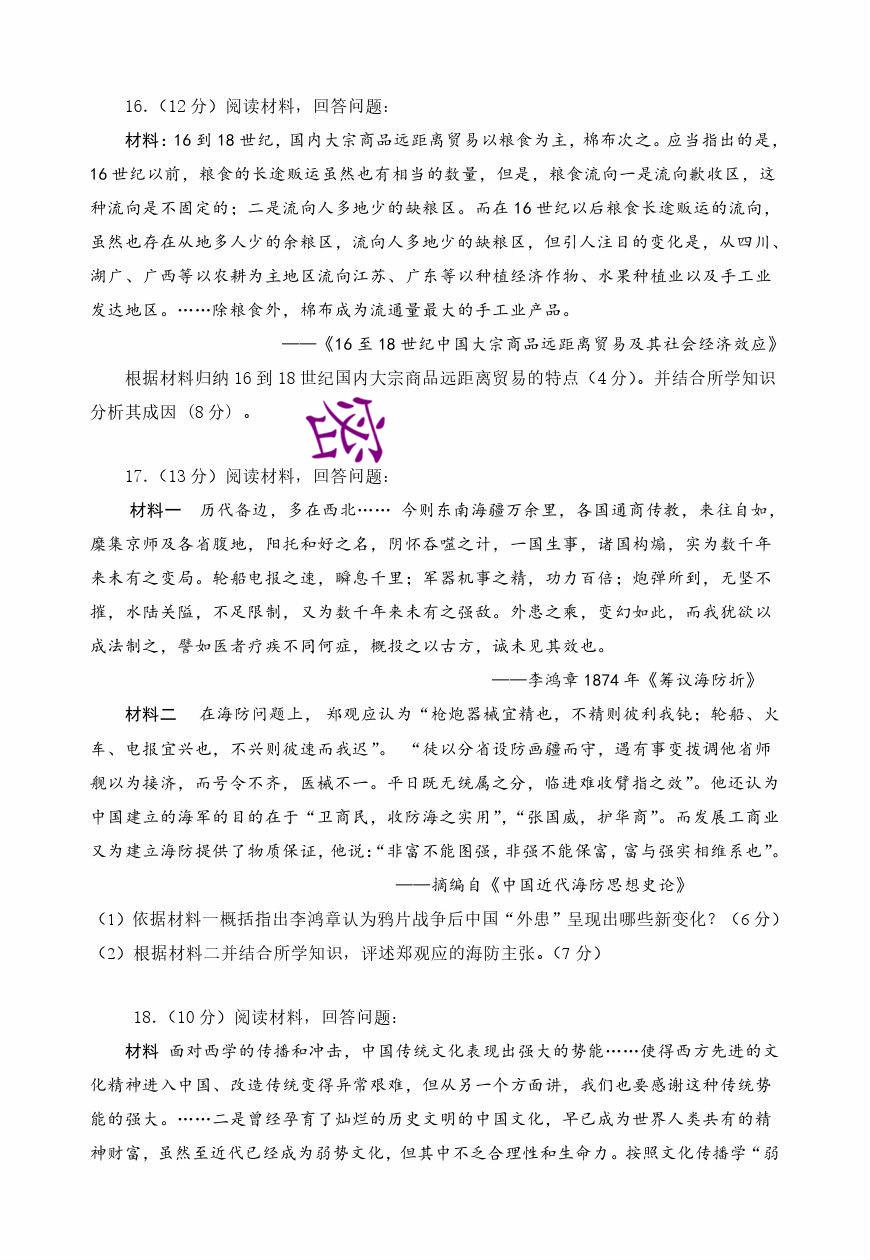 16.（12 分）阅读材料，回答问题：
材料：16 到 18 世纪，国内大宗商品远距离贸易以粮食为主，棉布次之。应当指出的是，
16 世纪以前，粮食的长途贩运虽然也有相当的数量，但是，粮食流向一是流向歉收区，这
种流向是不固定的；二是流向人多地少的缺粮区。而在 16 世纪以后粮食长途贩运的流向，
虽然也存在从地多人少的余粮区，流向人多地少的缺粮区，但引人注目的变化是，从四川、
湖广、广西等以农耕为主地区流向江苏、广东等以种植经济作物、水果种植业以及手工业
发达地区。……除粮食外，棉布成为流通量最大的手工业产品。
——《16 至 18 世纪中国大宗商品远距离贸易及其社会经济效应》
根据材料归纳 16 到 18 世纪国内大宗商品远距离贸易的特点（4 分）。并结合所学知识
分析其成因（8 分）。
密
17.（13 分）阅读材料，回答问题：
材料一 历代备边，多在西北…… 今则东南海疆万余里，各国通商传教，来往自如，
麇集京师及各省腹地，阳托和好之名，阴怀吞噬之计，一国生事，诸国构煽，实为数千年
来未有之变局。轮船电报之速，瞬息千里；军器机事之精，功力百倍；炮弹所到，无坚不
摧，水陆关隘，不足限制，又为数千年来未有之强敌。外患之乘，变幻如此，而我犹欲以
成法制之，譬如医者疗疾不同何症，概投之以古方，诚未见其效也。
——李鸿章 1874 年《筹议海防折》
材料二 在海防问题上， 郑观应认为“枪炮器械宜精也，不精则彼利我钝；轮船、火
车、电报宜兴也，不兴则彼速而我迟”。 “徒以分省设防画疆而守，遇有事变拨调他省师
舰以为接济，而号令不齐，医械不一。平日既无统属之分，临进难收臂指之效”。他还认为
中国建立的海军的目的在于“卫商民，收防海之实用”，“张国威，护华商”。而发展工商业
又为建立海防提供了物质保证，他说：“非富不能图强，非强不能保富，富与强实相维系也”。
——摘编自《中国近代海防思想史论》
（1）依据材料一概括指出李鸿章认为鸦片战争后中国“外患”呈现出哪些新变化？（6 分）
（2）根据材料二并结合所学知识，评述郑观应的海防主张。（7 分）
18.（10 分）阅读材料，回答问题：
材料 面对西学的传播和冲击，中国传统文化表现出强大的势能……使得西方先进的文
化精神进入中国、改造传统变得异常艰难，但从另一个方面讲，我们也要感谢这种传统势
能的强大。……二是曾经孕育了灿烂的历史文明的中国文化，早已成为世界人类共有的精
神财富，虽然至近代已经成为弱势文化，但其中不乏合理性和生命力。按照文化传播学“弱